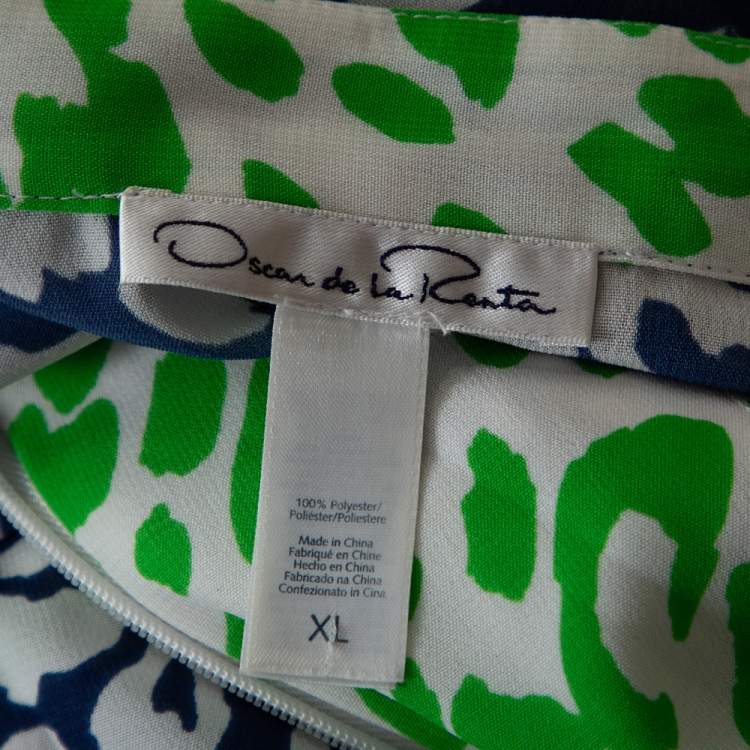 Oscar de la Renta
100% Polyester/
Poliéster/Poliestere
Made in China
Fabriqué en Chine
Hecho en China
Fabricado na China
Confezionato in Cina
XL